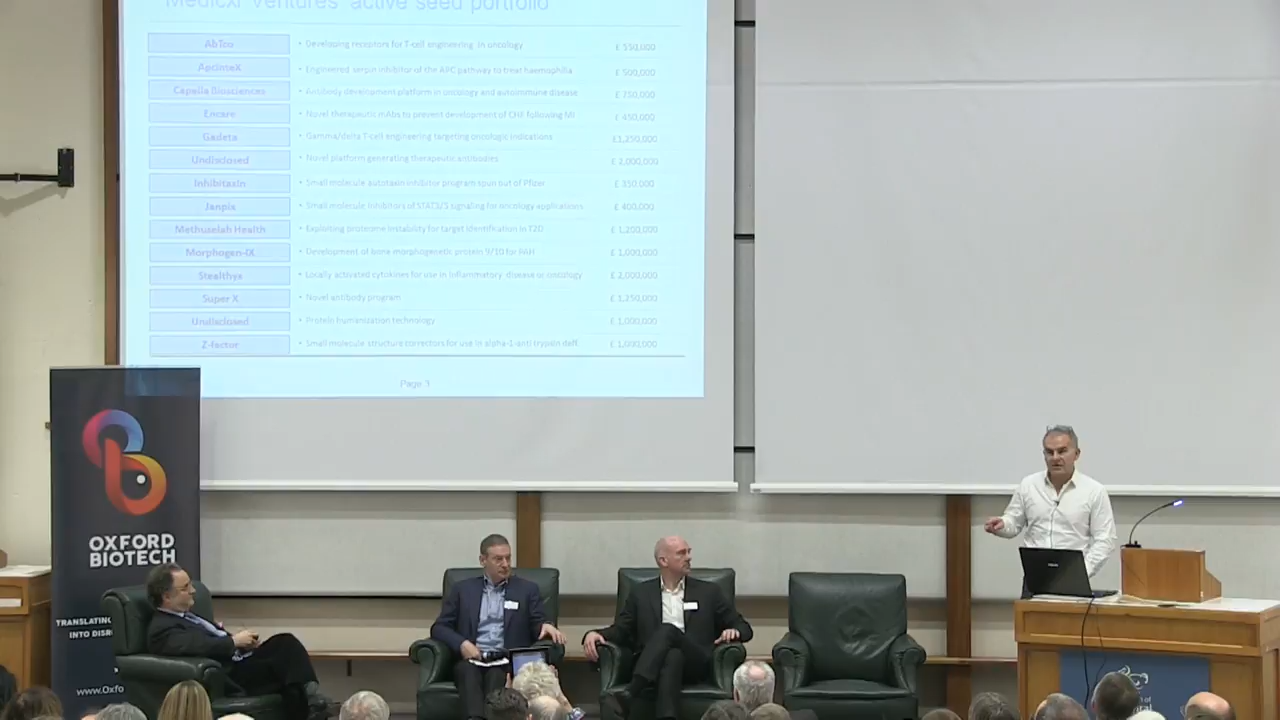 Medicxi Ventures' active seed portfolio
AbTco • Developing receptors for T-cell engineering in oncology £ 550,000
ApcinteX • Engineered serpin inhibitor of the APC pathway to treat haemophilia £ 900,000
Capella Biosciences • Antibody development platform in oncology and autoimmune disease £ 750,000
Encare • Novel therapeutic mAbs to prevent development of CHF following MI £ 450,000
Gadeta • Gamma/delta T-cell engineering targeting oncologic indications £1,250,000
Undisclosed • Novel platform generating therapeutic antibodies £ 2,000,000
Inhibitaxin • Small molecule autotaxin inhibitor program spun out of Pfizer £ 350,000
Janpix • Small molecule inhibitors of STAT3/5 signaling for oncology applications £ 400,000
Methuselah Health • Exploiting proteome instability for target identification in T2D £ 1,200,000
Morphogen-IX • Development of bone morphogenetic protein 9/10 for PAH £ 1,000,000
Stealthyx • Locally activated cytokines for use in inflammatory disease or oncology £ 2,000,000
Super X • Novel antibody program £ 1,250,000
Undisclosed • Protein humanization technology £ 1,000,000
Z-factor • Small molecule structure correctors for use in alpha-1-anti trypsin deff £ 1,000,000
Page 3
OXFORD
BIOTECH
TRANSLATING
INTO DISR
www.Oxfo